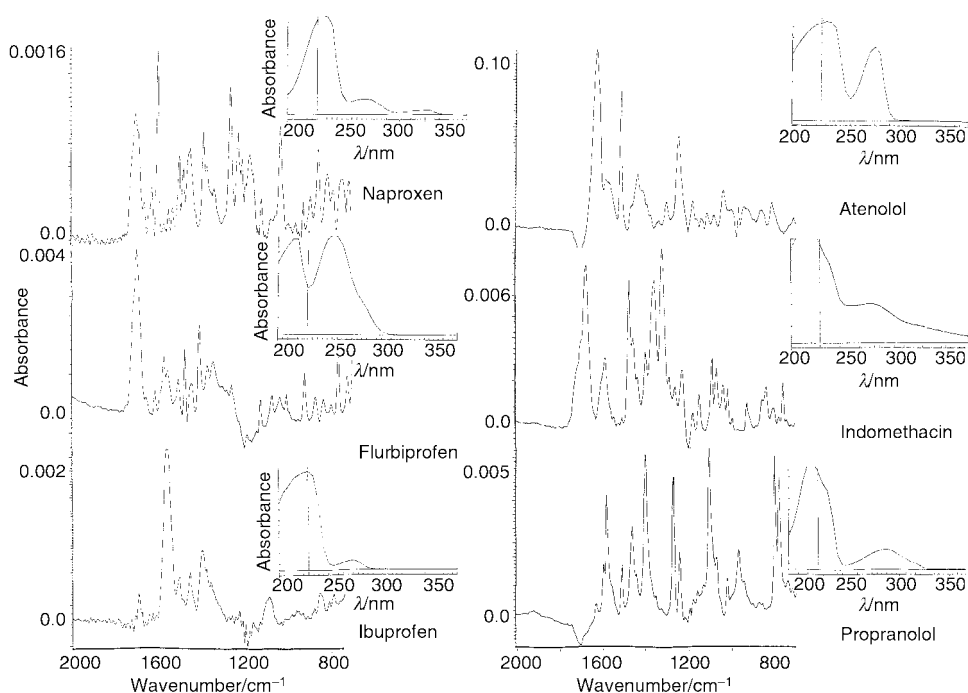 0.0016
Absorbance
200 250 300 350
λ/nm
Naproxen
0.0
0.004
Absorbance
200 250 300 350
λ/nm
Flurbiprofen
0.0
0.002
Absorbance
200 250 300 350
λ/nm
Ibuprofen
0.0
Absorbance
2000 1600 1200 800
Wavenumber/cm⁻¹
0.10
200 250 300 350
λ/nm
Atenolol
0.0
0.006
200 250 300 350
λ/nm
Indomethacin
0.0
0.005
200 250 300 350
λ/nm
Propranolol
0.0
2000 1600 1200 800
Wavenumber/cm⁻¹